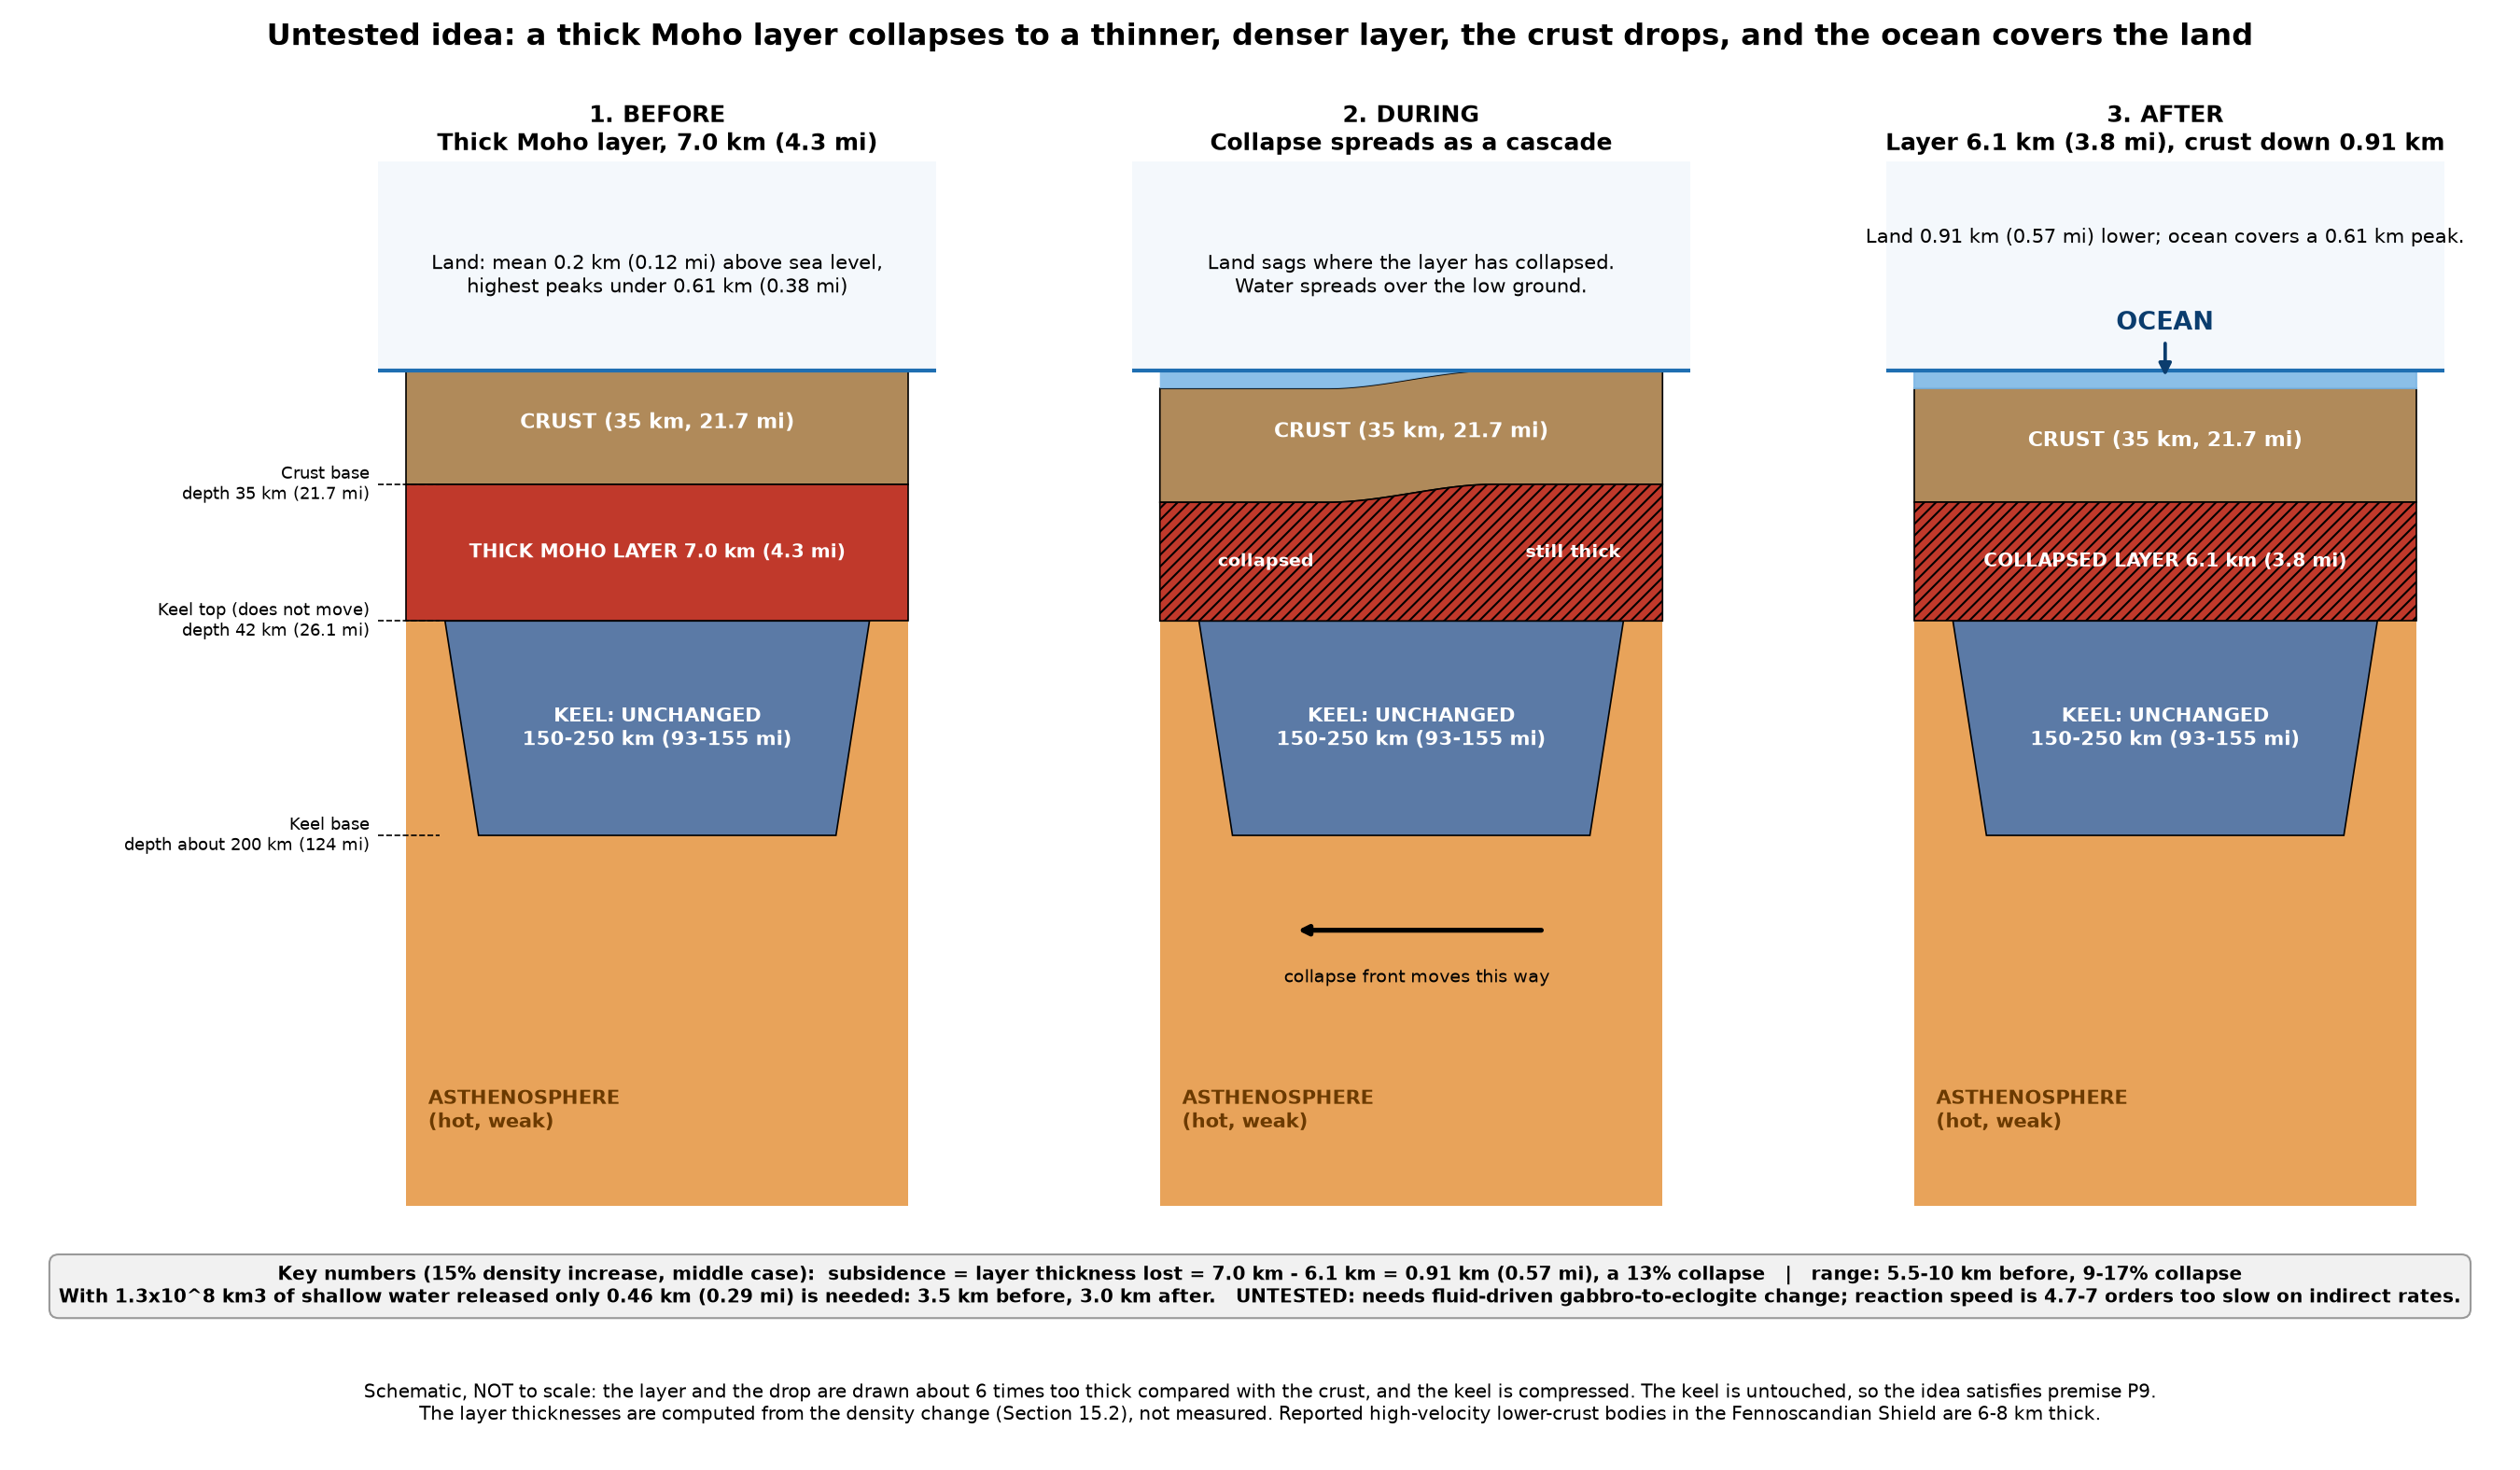 Untested idea: a thick Moho layer collapses to a thinner, denser layer, the crust drops, and the ocean covers the land
1. BEFORE
Thick Moho layer, 7.0 km (4.3 mi)
Land: mean 0.2 km (0.12 mi) above sea level,
highest peaks under 0.61 km (0.38 mi)
CRUST (35 km, 21.7 mi)
Crust base
depth 35 km (21.7 mi)
THICK MOHO LAYER 7.0 km (4.3 mi)
Keel top (does not move)
depth 42 km (26.1 mi)
KEEL: UNCHANGED
150-250 km (93-155 mi)
Keel base
depth about 200 km (124 mi)
ASTHENOSPHERE
(hot, weak)
2. DURING
Collapse spreads as a cascade
Land sags where the layer has collapsed.
Water spreads over the low ground.
CRUST (35 km, 21.7 mi)
collapsed
still thick
KEEL: UNCHANGED
150-250 km (93-155 mi)
collapse front moves this way
ASTHENOSPHERE
(hot, weak)
3. AFTER
Layer 6.1 km (3.8 mi), crust down 0.91 km
Land 0.91 km (0.57 mi) lower; ocean covers a 0.61 km peak.
OCEAN
CRUST (35 km, 21.7 mi)
COLLAPSED LAYER 6.1 km (3.8 mi)
KEEL: UNCHANGED
150-250 km (93-155 mi)
ASTHENOSPHERE
(hot, weak)
Key numbers (15% density increase, middle case):  subsidence = layer thickness lost = 7.0 km - 6.1 km = 0.91 km (0.57 mi), a 13% collapse   |   range: 5.5-10 km before, 9-17% collapse
With 1.3x10^8 km3 of shallow water released only 0.46 km (0.29 mi) is needed: 3.5 km before, 3.0 km after.   UNTESTED: needs fluid-driven gabbro-to-eclogite change; reaction speed is 4.7-7 orders too slow on indirect rates.
Schematic, NOT to scale: the layer and the drop are drawn about 6 times too thick compared with the crust, and the keel is compressed. The keel is untouched, so the idea satisfies premise P9.
The layer thicknesses are computed from the density change (Section 15.2), not measured. Reported high-velocity lower-crust bodies in the Fennoscandian Shield are 6-8 km thick.